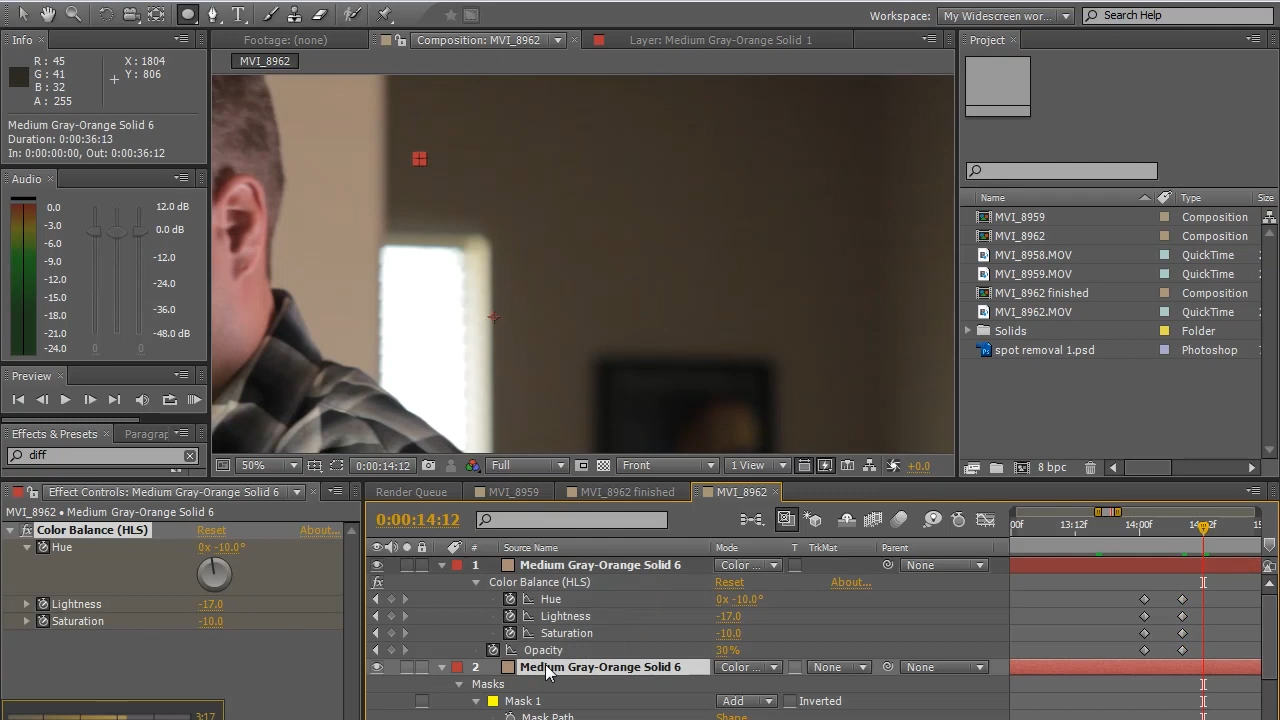 Workspace:
My Widescreen wor...
Search Help
Info
R: 45
G: 41
B: 32
A: 255
X: 1804
Y: 806
Medium Gray-Orange Solid 6
Duration: 0:00:36:13
In: 0:00:00:00, Out: 0:00:36:12
Audio
0.0
-3.0
-6.0
-9.0
-12.0
-15.0
-18.0
-21.0
-24.0
12.0 dB
0.0 dB
-12.0
-24.0
-36.0
-48.0 dB
0
0
Preview
Effects & Presets
Paragrap
diff
Footage: (none)
Composition: MVI_8962
Layer: Medium Gray-Orange Solid 1
MVI_8962
50%
0:00:14:12
Full
Front
1 View
+0.0
Project
Name
Type
Size
MVI_8959
Composition
MVI_8962
Composition
MVI_8958.MOV
QuickTime
MVI_8959.MOV
QuickTime
MVI_8962 finished
Composition
MVI_8962.MOV
QuickTime
Solids
Folder
spot removal 1.psd
Photoshop
8 bpc
Effect Controls: Medium Gray-Orange Solid 6
MVI_8962 • Medium Gray-Orange Solid 6
fx Color Balance (HLS)
Reset
About...
Hue
0x -10.0°
Lightness
-17.0
Saturation
-10.0
3:17
Render Queue
MVI_8959
MVI_8962 finished
MVI_8962
0:00:14:12
:00f
13:12f
14:00f
15
#
Source Name
Mode
T
TrkMat
Parent
1
Medium Gray-Orange Solid 6
Color ...
None
fx
Color Balance (HLS)
Reset
About...
Hue
0x -10.0°
Lightness
-17.0
Saturation
-10.0
Opacity
30%
2
Medium Gray-Orange Solid 6
Color ...
None
None
Masks
Mask 1
Add
Inverted
Mask Path
Shape...